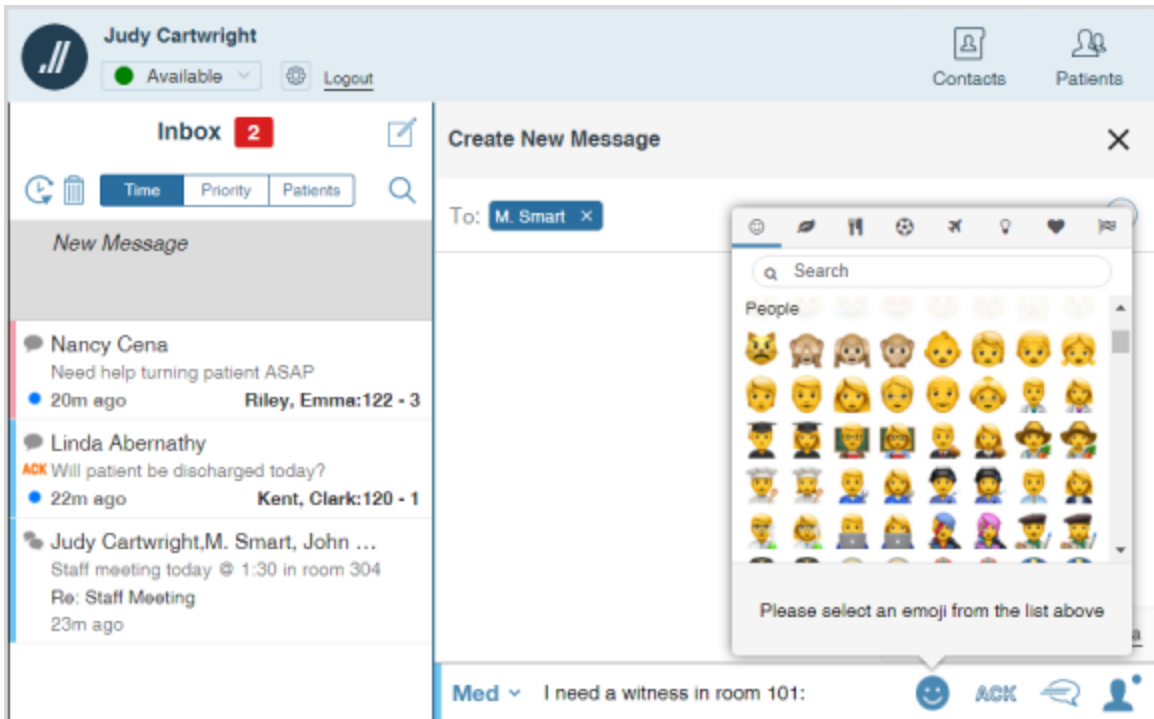 Judy Cartwright
Available
Logout
Contacts
Patients
Inbox 2
Time Priority Patients
New Message
Nancy Cena
Need help turning patient ASAP
20m ago Riley, Emma:122 - 3
Linda Abernathy
ACK Will patient be discharged today?
22m ago Kent, Clark:120 - 1
Judy Cartwright,M. Smart, John ...
Staff meeting today @ 1:30 in room 304
Re: Staff Meeting
23m ago
Create New Message
To: M. Smart ×
Search
People
Please select an emoji from the list above
Med I need a witness in room 101:
ACK